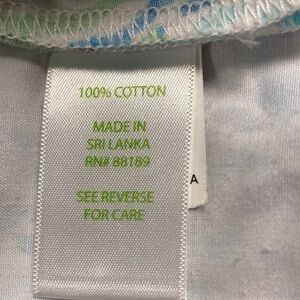 100% COTTON
MADE IN
SRI LANKA
RN# 88189
SEE REVERSE
FOR CARE
A